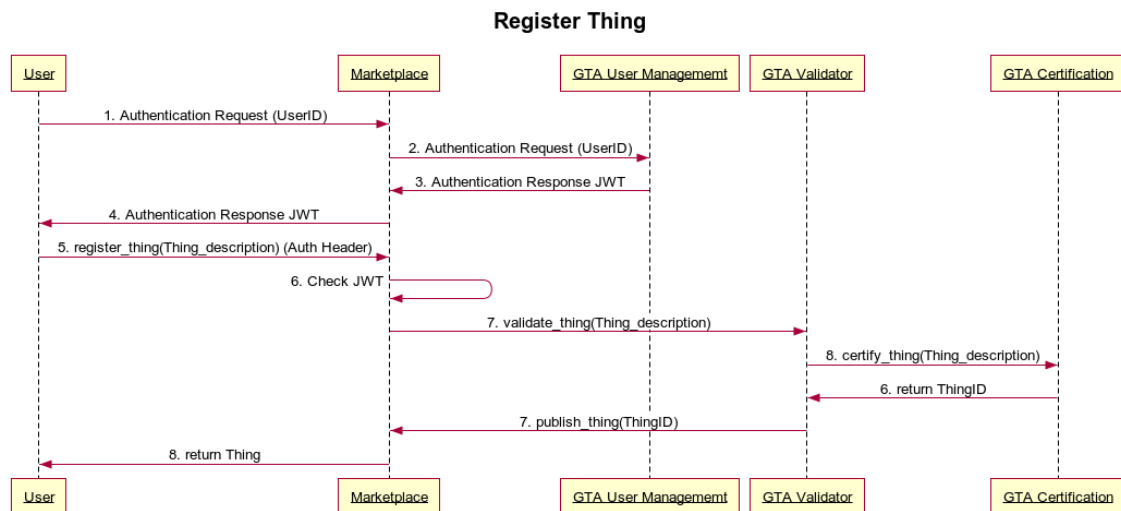 Register Thing
User Marketplace GTA User Managememt GTA Validator GTA Certification
1. Authentication Request (UserID)
2. Authentication Request (UserID)
3. Authentication Response JWT
4. Authentication Response JWT
5. register_thing(Thing_description) (Auth Header)
6. Check JWT
7. validate_thing(Thing_description)
8. certify_thing(Thing_description)
6. return ThingID
7. publish_thing(ThingID)
8. return Thing
User Marketplace GTA User Managememt GTA Validator GTA Certification